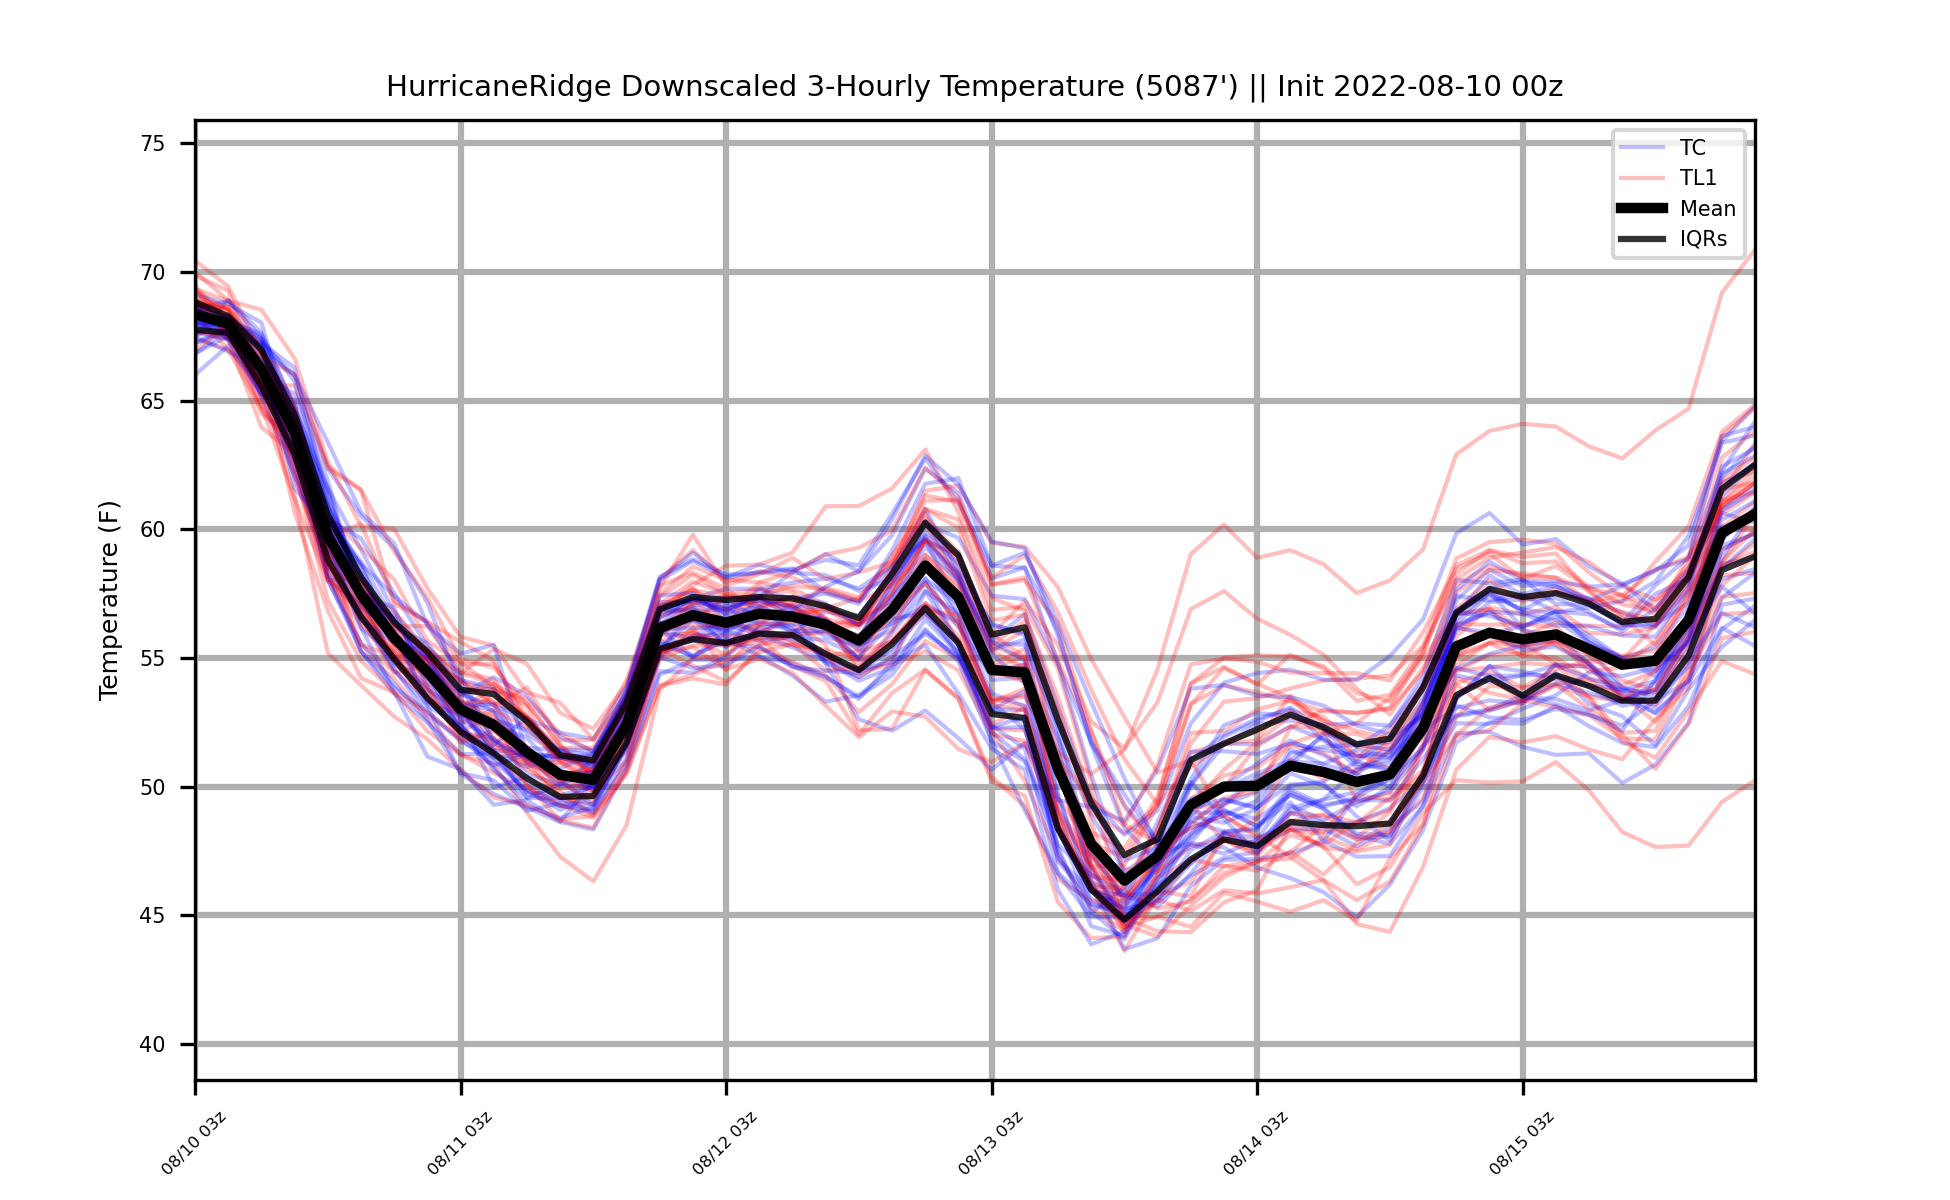 HurricaneRidge Downscaled 3-Hourly Temperature (5087') || Init 2022-08-10 00z
TC
TL1
Mean
IQRs
Temperature (F)
75
70
65
60
55
50
45
40
08/10 03z
08/11 03z
08/12 03z
08/13 03z
08/14 03z
08/15 03z